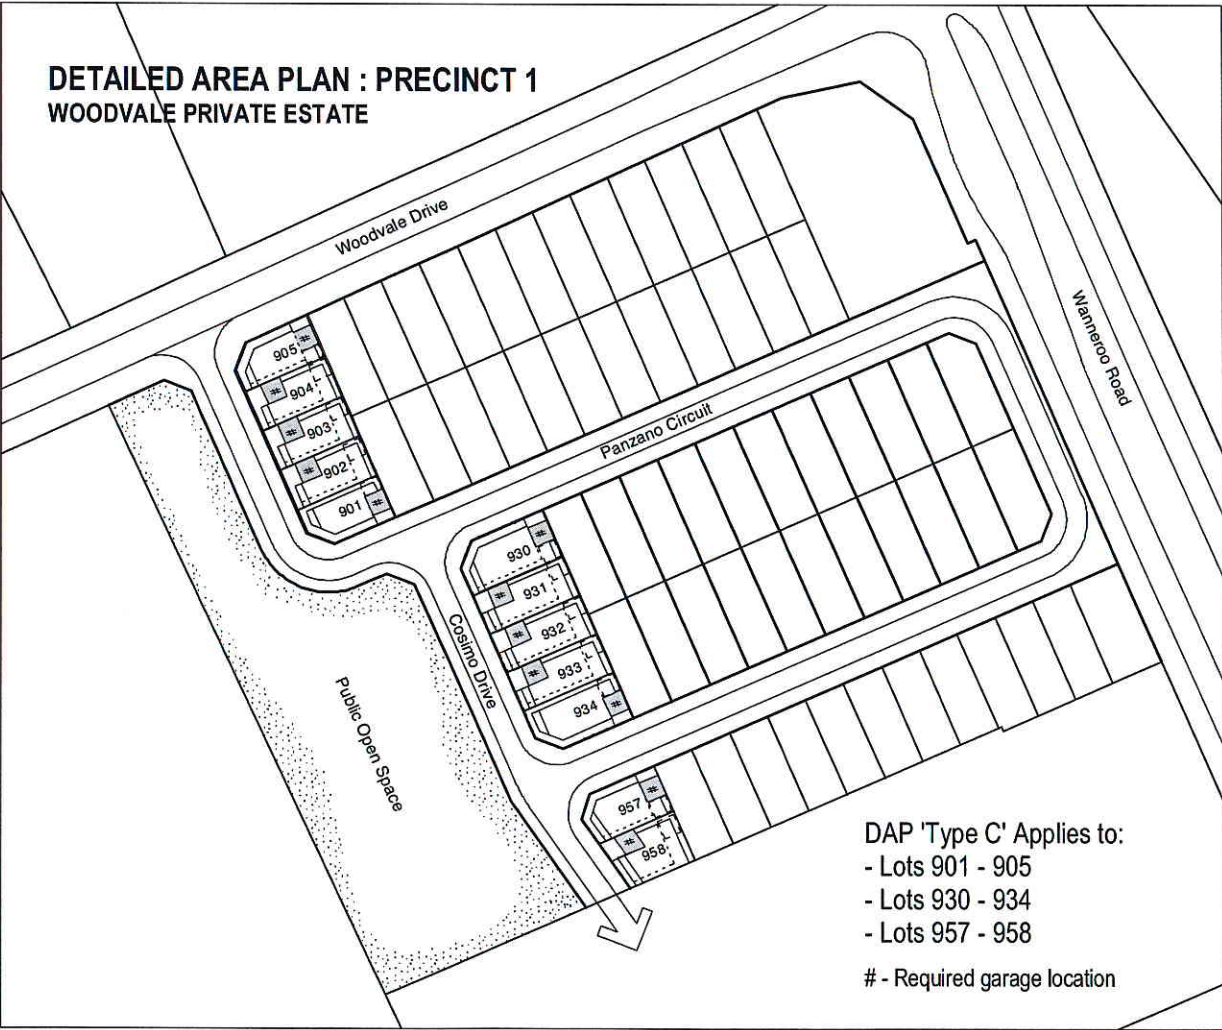 DETAILED AREA PLAN : PRECINCT 1
WOODVALE PRIVATE ESTATE
Woodvale Drive
Wanneroo Road
905 #
# 904
# 903
# 902
901 #
Panzano Circuit
930 #
# 931
# 932
# 933
934 #
Cosimo Drive
Public Open Space
957 #
# 958
DAP 'Type C' Applies to:
- Lots 901 - 905
- Lots 930 - 934
- Lots 957 - 958
# - Required garage location